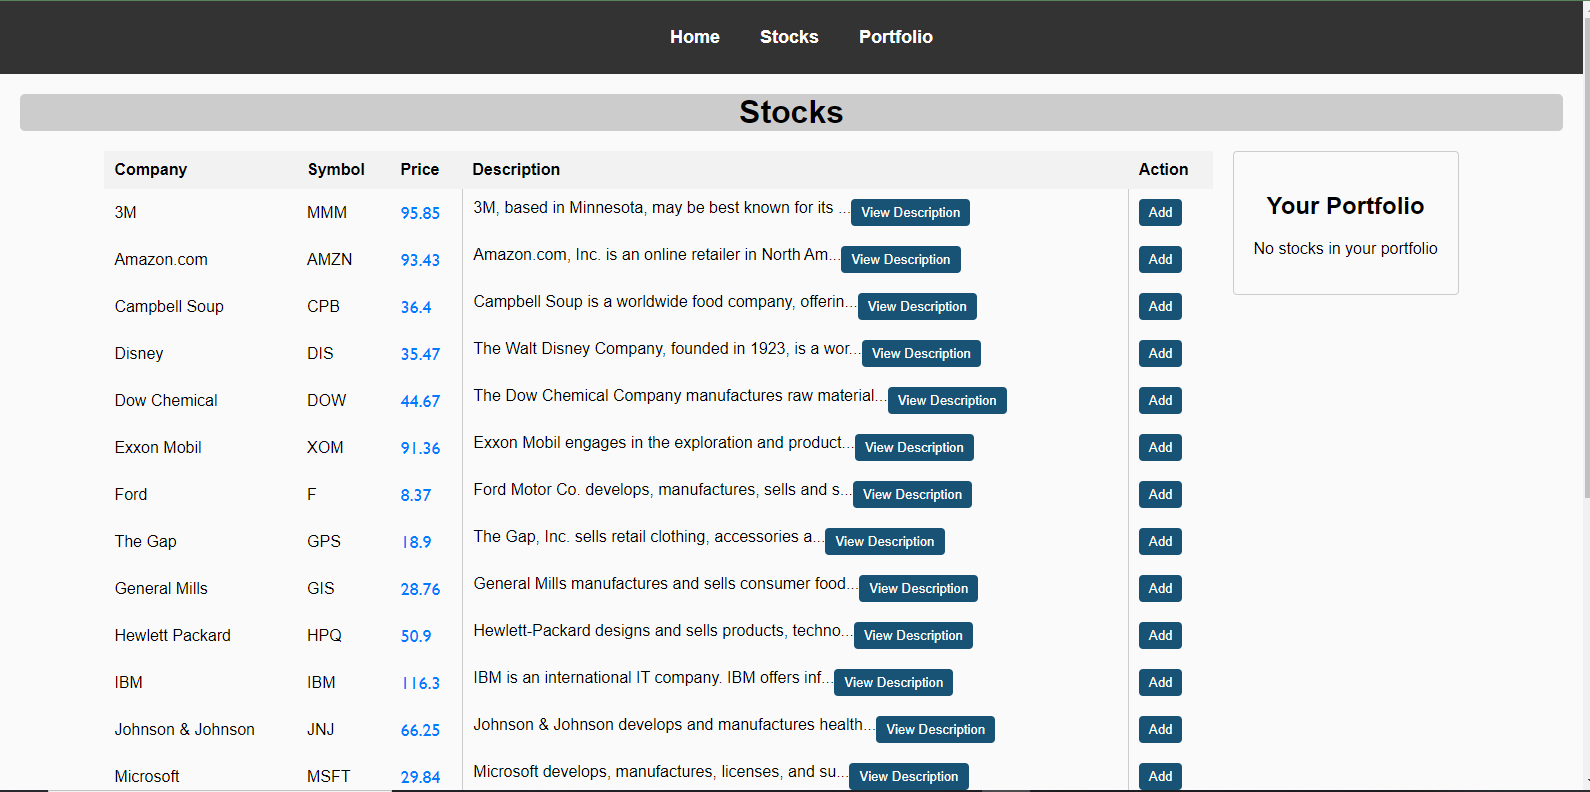 Home Stocks Portfolio
Stocks
Company Symbol Price Description Action
3M MMM 95.85 3M, based in Minnesota, may be best known for its ... View Description Add
Amazon.com AMZN 93.43 Amazon.com, Inc. is an online retailer in North Am... View Description Add
Campbell Soup CPB 36.4 Campbell Soup is a worldwide food company, offerin... View Description Add
Disney DIS 35.47 The Walt Disney Company, founded in 1923, is a wor... View Description Add
Dow Chemical DOW 44.67 The Dow Chemical Company manufactures raw material... View Description Add
Exxon Mobil XOM 91.36 Exxon Mobil engages in the exploration and product... View Description Add
Ford F 8.37 Ford Motor Co. develops, manufactures, sells and s... View Description Add
The Gap GPS 18.9 The Gap, Inc. sells retail clothing, accessories a... View Description Add
General Mills GIS 28.76 General Mills manufactures and sells consumer food... View Description Add
Hewlett Packard HPQ 50.9 Hewlett-Packard designs and sells products, techno... View Description Add
IBM IBM 116.3 IBM is an international IT company. IBM offers inf... View Description Add
Johnson & Johnson JNJ 66.25 Johnson & Johnson develops and manufactures health... View Description Add
Microsoft MSFT 29.84 Microsoft develops, manufactures, licenses, and su... View Description Add
Your Portfolio
No stocks in your portfolio